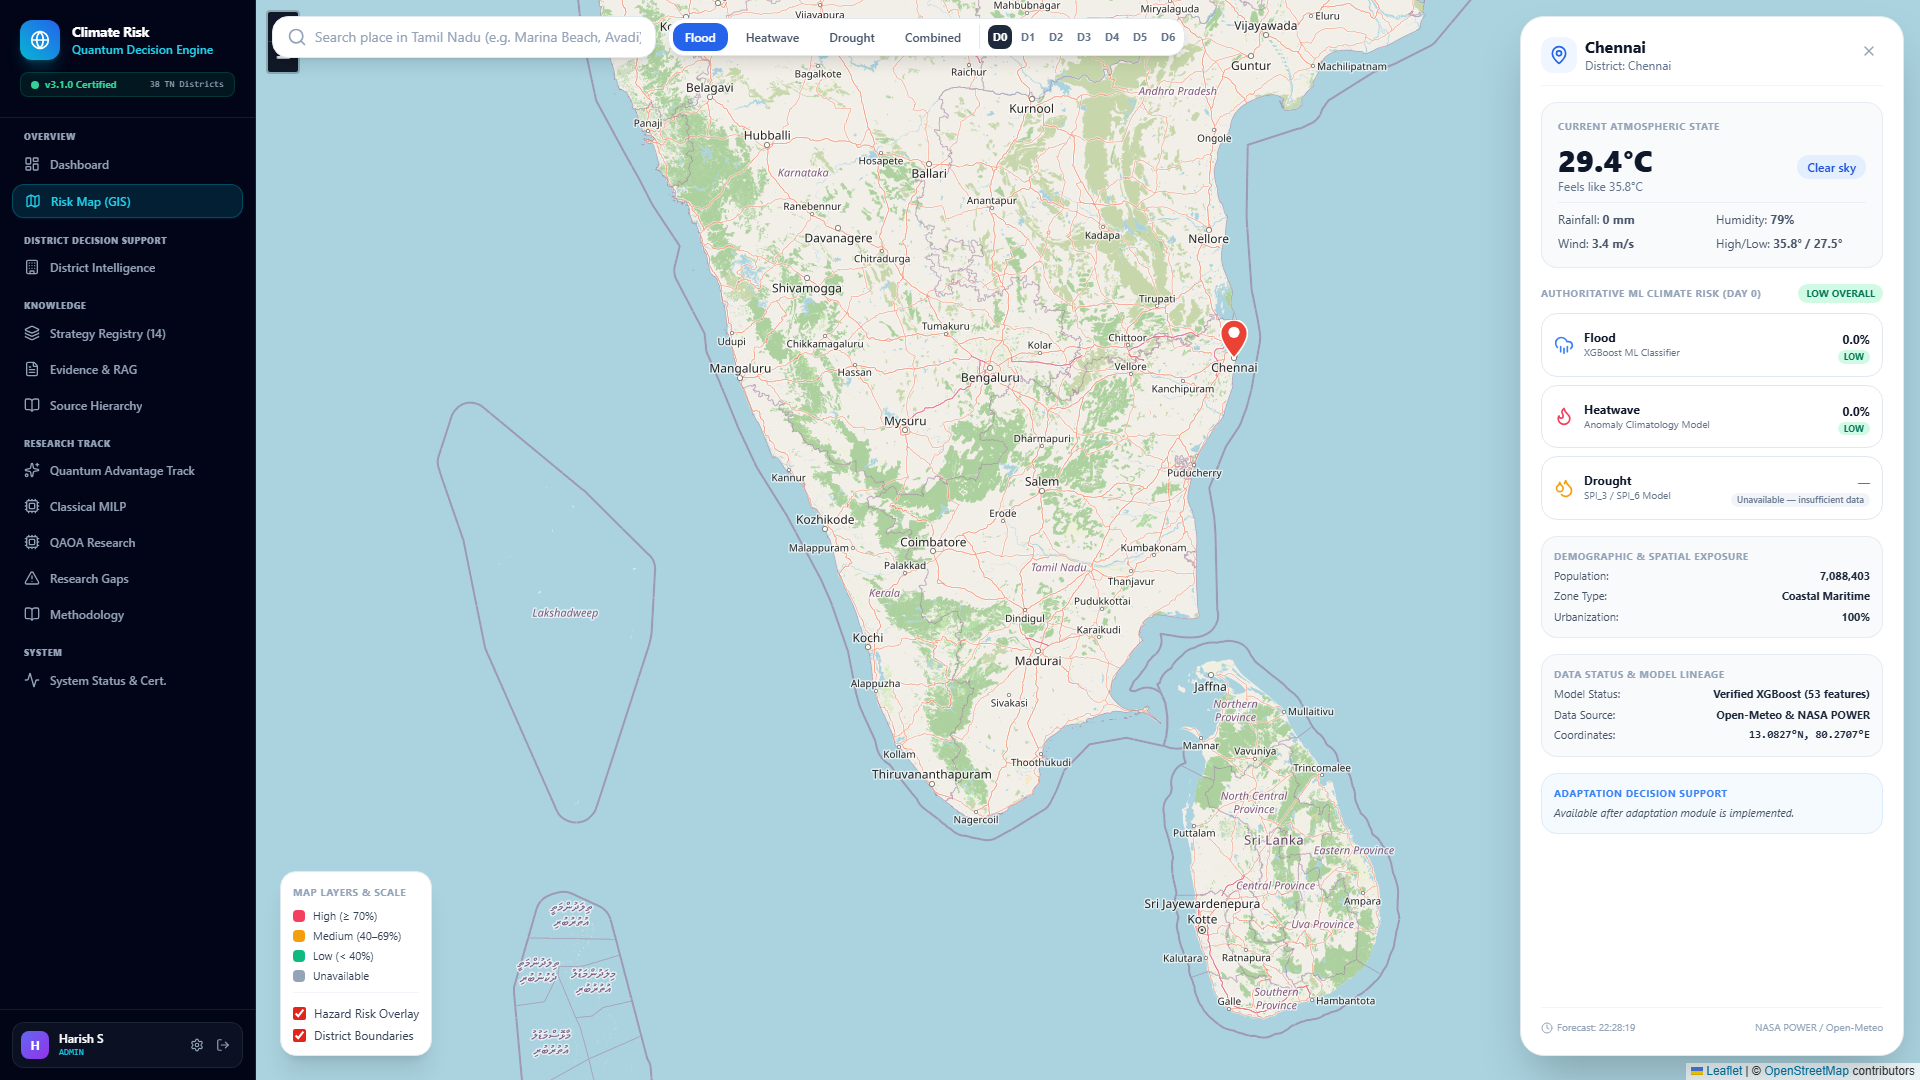 Climate Risk
Quantum Decision Engine
v3.1.0 Certified
38 TN Districts
OVERVIEW
Dashboard
Risk Map (GIS)
DISTRICT DECISION SUPPORT
District Intelligence
KNOWLEDGE
Strategy Registry (14)
Evidence & RAG
Source Hierarchy
RESEARCH TRACK
Quantum Advantage Track
Classical MILP
QAOA Research
Research Gaps
Methodology
SYSTEM
System Status & Cert.
H
Harish S
ADMIN
Search place in Tamil Nadu (e.g. Marina Beach, Avadi)
Flood
Heatwave
Drought
Combined
D0
D1
D2
D3
D4
D5
D6
Vijayapura
Mahbubnagar
Miryalaguda
Eluru
Vijayawada
Guntur
Machilipatnam
Bagalkote
Raichur
Belagavi
Andhra Pradesh
Kurnool
Panaji
Hubballi
Ongole
Hosapete
Ballari
Karnataka
Anantapur
Ranebennur
Kadapa
Davanagere
Nellore
Chitradurga
Shivamogga
Tirupati
Tumakuru
Udupi
Chikkamagaluru
Kolar
Chittoor
Mangaluru
Hassan
Bengaluru
Vellore
Chennai
Kanchipuram
Mysuru
Dharmapuri
Kannur
Salem
Puducherry
Kozhikode
Erode
Malappuram
Coimbatore
Kumbakonam
Palakkad
Tamil Nadu
Thanjavur
Kerala
Pudukkottai
Lakshadweep
Dindigul
Karaikudi
Kochi
Madurai
Alappuzha
Jaffna
Sivakasi
Northern
Province
Mullaitivu
Mannar
Vavuniya
Kollam
Thoothukudi
Thiruvananthapuram
Trincomalee
North Central
Province
Nagercoil
Puttalam
Sri Lanka
Eastern Province
Central Province
Sri Jayewardenepura
Kotte
Ampara
Uva Province
Kalutara
Ratnapura
Southern
Province
Galle
Hambantota
MAP LAYERS & SCALE
High (≥ 70%)
Medium (40–69%)
Low (< 40%)
Unavailable
Hazard Risk Overlay
District Boundaries
Chennai
District: Chennai
CURRENT ATMOSPHERIC STATE
29.4°C
Clear sky
Feels like 35.8°C
Rainfall: 0 mm
Humidity: 79%
Wind: 3.4 m/s
High/Low: 35.8° / 27.5°
AUTHORITATIVE ML CLIMATE RISK (DAY 0)
LOW OVERALL
Flood
XGBoost ML Classifier
0.0%
LOW
Heatwave
Anomaly Climatology Model
0.0%
LOW
Drought
SPI_3 / SPI_6 Model
—
Unavailable — insufficient data
DEMOGRAPHIC & SPATIAL EXPOSURE
Population: 7,088,403
Zone Type: Coastal Maritime
Urbanization: 100%
DATA STATUS & MODEL LINEAGE
Model Status: Verified XGBoost (53 features)
Data Source: Open-Meteo & NASA POWER
Coordinates: 13.0827°N, 80.2707°E
ADAPTATION DECISION SUPPORT
Available after adaptation module is implemented.
Forecast: 22:28:19
NASA POWER / Open-Meteo
Leaflet | © OpenStreetMap contributors